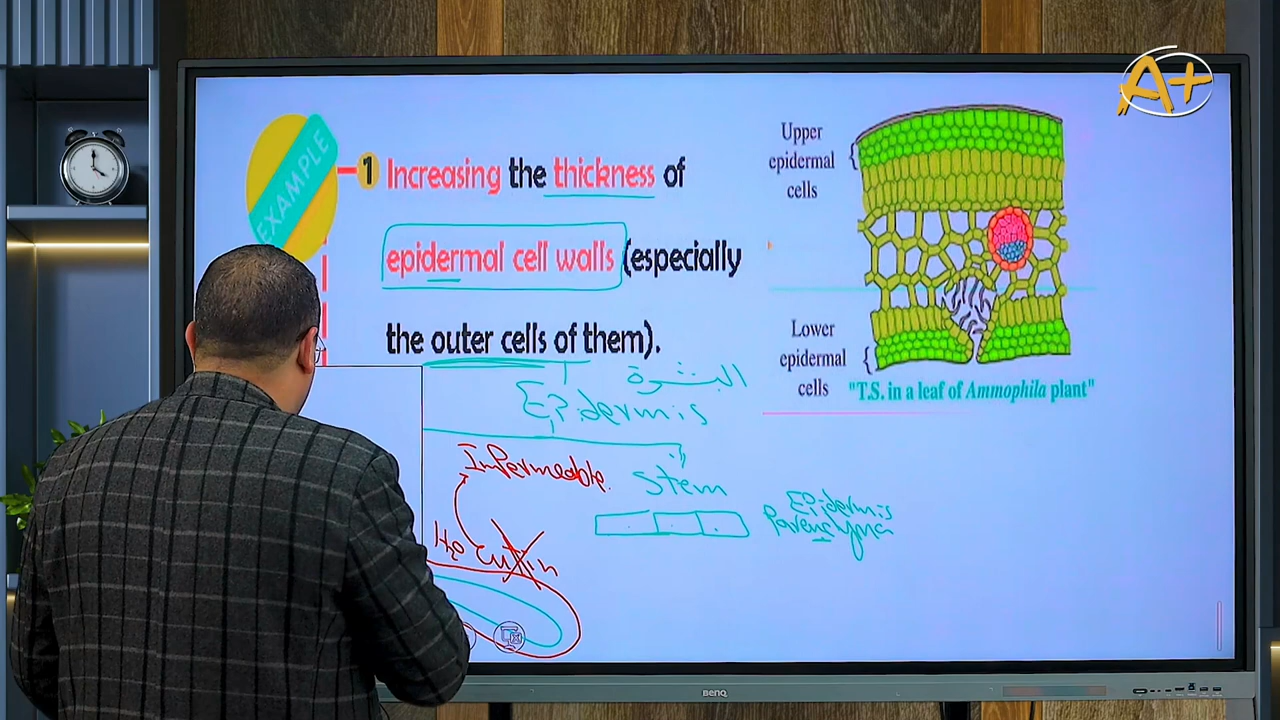 A+
EXAMPLE
1 Increasing the thickness of
epidermal cell walls (especially
the outer cells of them).
Upper
epidermal
cells
Lower
epidermal
cells
"T.S. in a leaf of Ammophila plant"
البشرة
Epidermis
Impermeable.
Stem
Epidermis
H₂O Cutin
BENQ